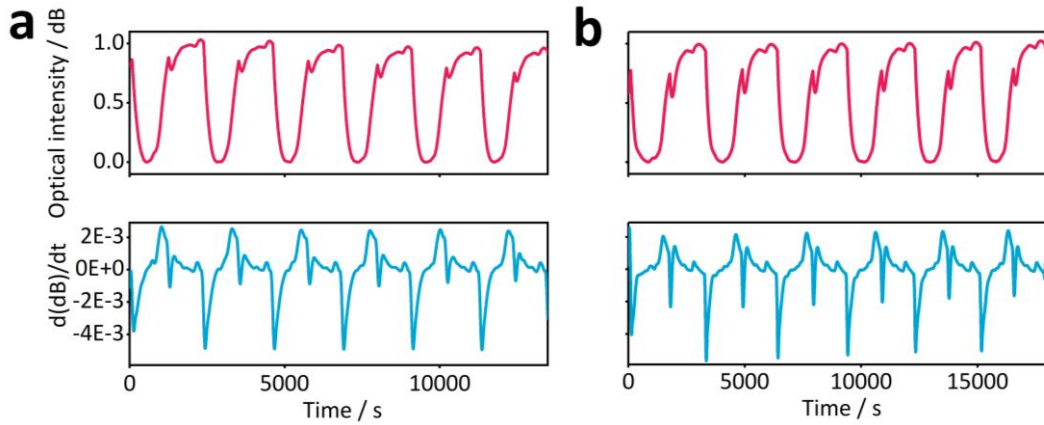 a
b
Optical intensity / dB
1.0
0.5
0.0
d(dB)/dt
2E-3
0E+0
-2E-3
-4E-3
0 5000 10000
Time / s
0 5000 10000 15000
Time / s